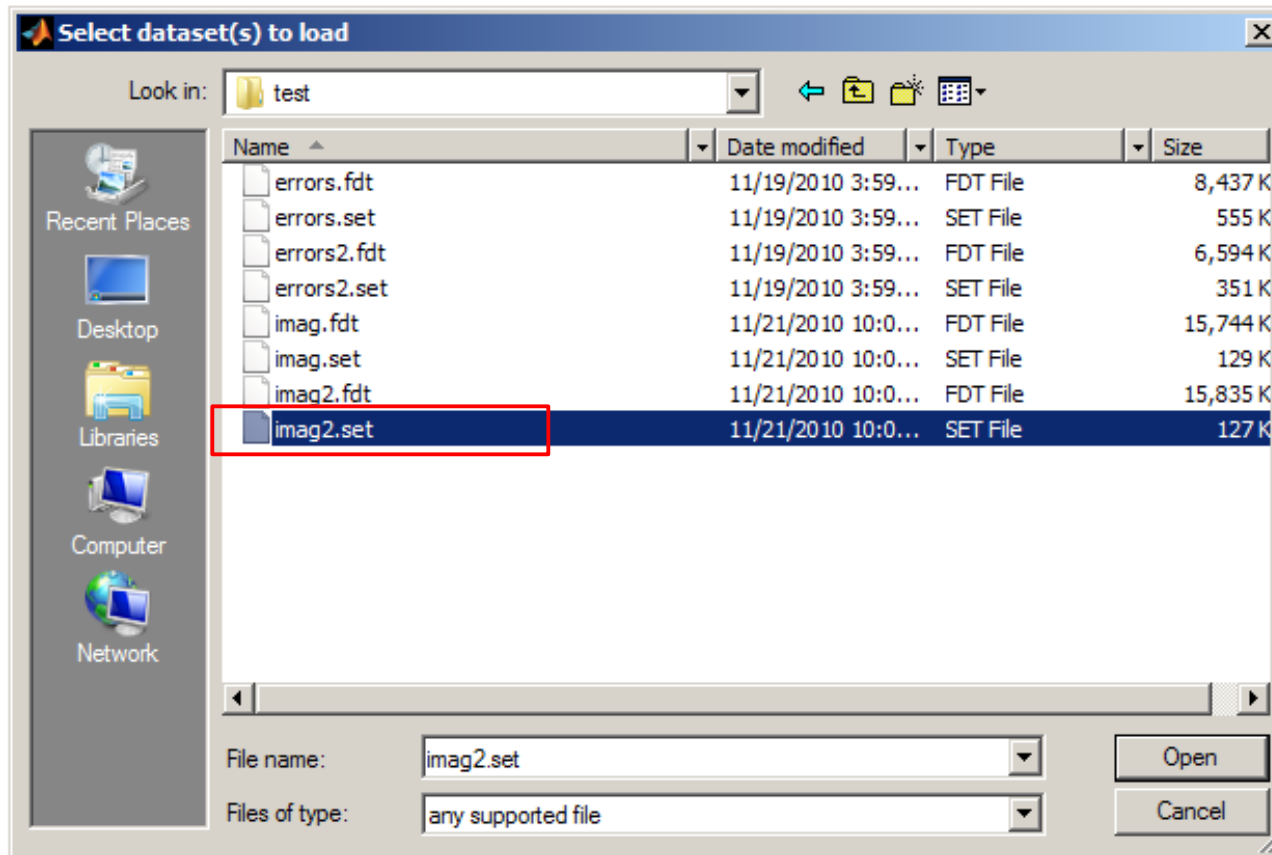 Select dataset(s) to load
Look in: test
Name Date modified Type Size
errors.fdt 11/19/2010 3:59... FDT File 8,437 K
errors.set 11/19/2010 3:59... SET File 555 K
errors2.fdt 11/19/2010 3:59... FDT File 6,594 K
errors2.set 11/19/2010 3:59... SET File 351 K
imag.fdt 11/21/2010 10:0... FDT File 15,744 K
imag.set 11/21/2010 10:0... SET File 129 K
imag2.fdt 11/21/2010 10:0... FDT File 15,835 K
imag2.set 11/21/2010 10:0... SET File 127 K
Recent Places
Desktop
Libraries
Computer
Network
File name: imag2.set Open
Files of type: any supported file Cancel